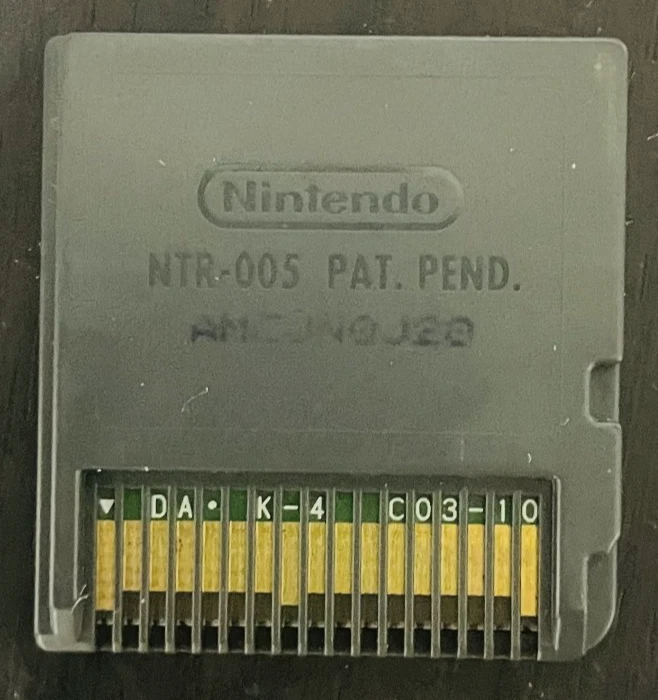 Nintendo
NTR-005 PAT. PEND.
▼ DA• K-4 C03-10